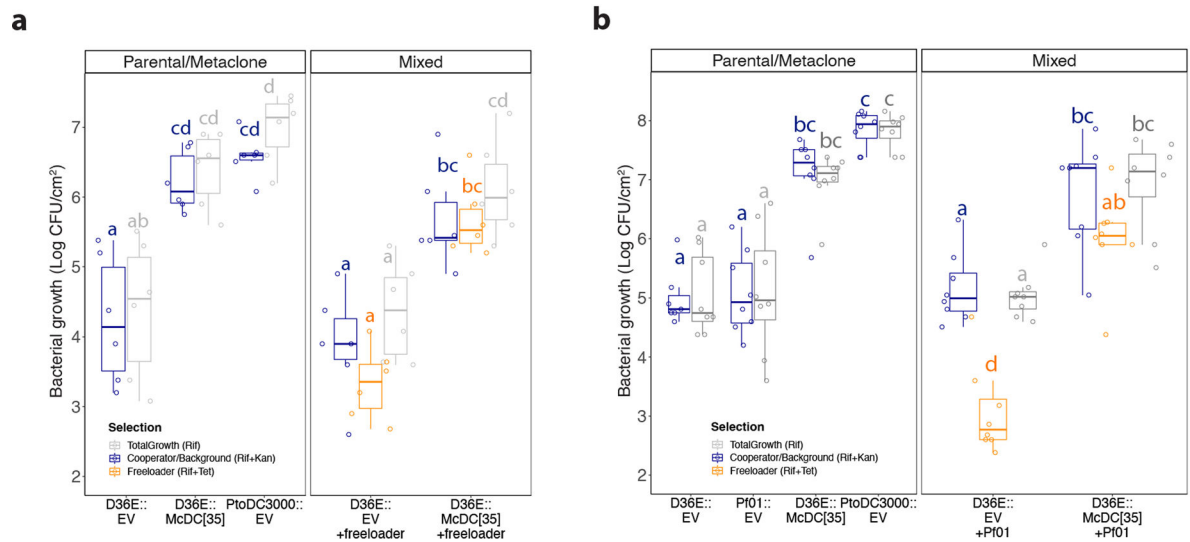 a
Parental/Metaclone
Mixed
Bacterial growth (Log CFU/cm²)
7
6
5
4
3
2
a
ab
cd
cd
cd
d
a
a
a
bc
bc
cd
Selection
TotalGrowth (Rif)
Cooperator/Background (Rif+Kan)
Freeloader (Rif+Tet)
D36E::
EV
D36E::
McDC[35]
PtoDC3000::
EV
D36E::
EV
+freeloader
D36E::
McDC[35]
+freeloader
b
Parental/Metaclone
Mixed
Bacterial growth (Log CFU/cm²)
8
7
6
5
4
3
2
a
a
a
a
bc
bc
c
c
a
d
a
bc
ab
bc
Selection
TotalGrowth (Rif)
Cooperator/Background (Rif+Kan)
Freeloader (Rif+Tet)
D36E::
EV
Pf01::
EV
D36E::
McDC[35]
PtoDC3000::
EV
D36E::
EV
+Pf01
D36E::
McDC[35]
+Pf01